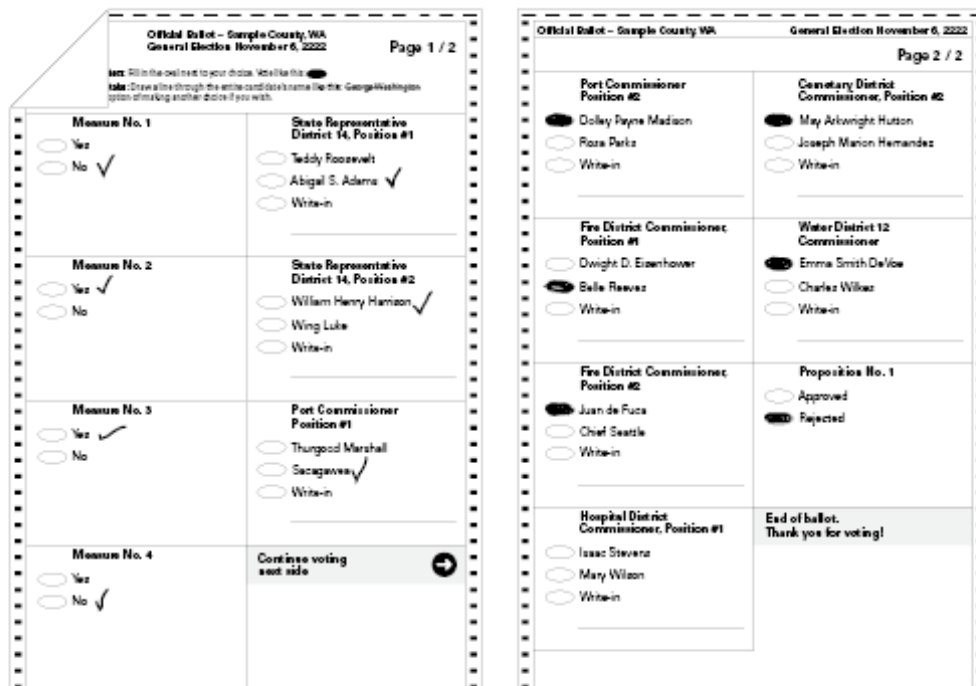 Official Ballot – Sample County, WA
General Election November 6, 2222
Page 1 / 2
Fill in the oval next to your choice. Vote like this:
Draw a line through the entire candidate's name like this: George Washington
option of making another choice if you wish.
Measure No. 1
Yes
No
Measure No. 2
Yes
No
Measure No. 3
Yes
No
Measure No. 4
Yes
No
State Representative
District 14, Position #1
Teddy Roosevelt
Abigail S. Adams
Write-in
State Representative
District 14, Position #2
William Henry Harrison
Wing Luke
Write-in
Port Commissioner
Position #1
Thurgood Marshall
Sacagawea
Write-in
Continue voting
next side
Official Ballot – Sample County, WA
General Election November 6, 2222
Page 2 / 2
Port Commissioner
Position #2
Dolley Payne Madison
Rosa Parks
Write-in
Fire District Commissioner,
Position #1
Dwight D. Eisenhower
Belle Reeves
Write-in
Fire District Commissioner,
Position #2
Juan de Fuca
Chief Seattle
Write-in
Hospital District
Commissioner, Position #1
Isaac Stevens
Mary Wilson
Write-in
Cemetary District
Commissioner, Position #2
May Arkwright Hutton
Joseph Marion Hernandez
Write-in
Water District 12
Commissioner
Emma Smith DeVoe
Charles Wilkes
Write-in
Proposition No. 1
Approved
Rejected
End of ballot.
Thank you for voting!